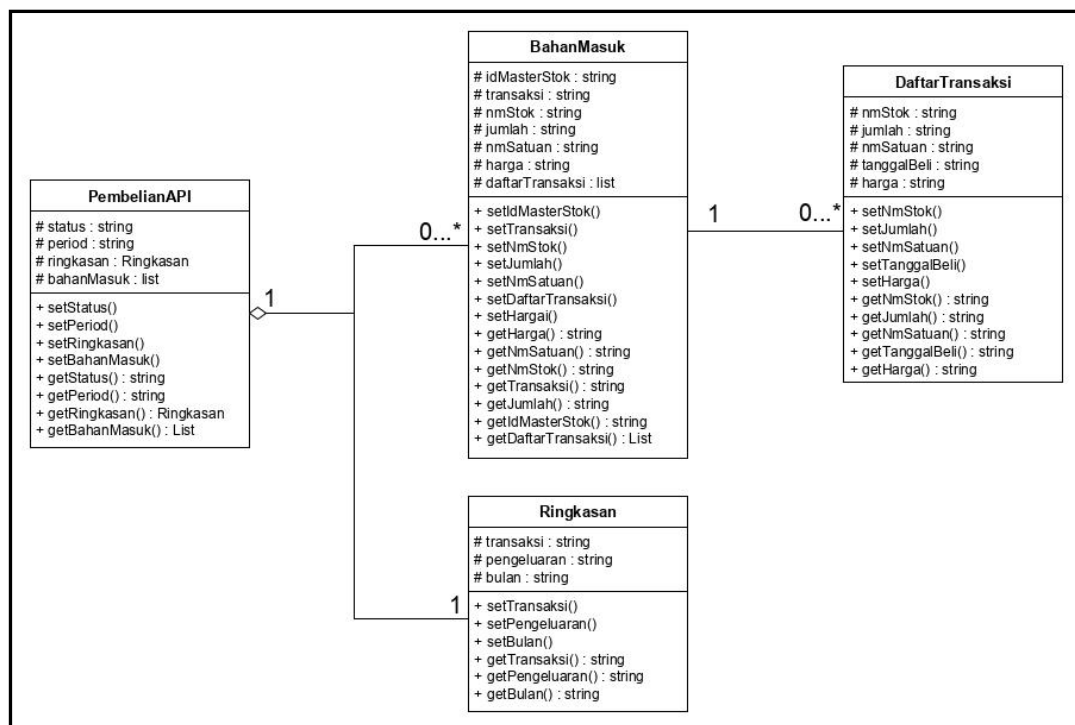 PembelianAPI
# status : string
# period : string
# ringkasan : Ringkasan
# bahanMasuk : list
+ setStatus()
+ setPeriod()
+ setRingkasan()
+ setBahanMasuk()
+ getStatus() : string
+ getPeriod() : string
+ getRingkasan() : Ringkasan
+ getBahanMasuk() : List
1
0...*
1
BahanMasuk
# idMasterStok : string
# transaksi : string
# nmStok : string
# jumlah : string
# nmSatuan : string
# harga : string
# daftarTransaksi : list
+ setIdMasterStok()
+ setTransaksi()
+ setNmStok()
+ setJumlah()
+ setNmSatuan()
+ setDaftarTransaksi()
+ setHargai()
+ getHarga() : string
+ getNmSatuan() : string
+ getNmStok() : string
+ getTransaksi() : string
+ getJumlah() : string
+ getIdMasterStok() : string
+ getDaftarTransaksi() : List
1
0...*
DaftarTransaksi
# nmStok : string
# jumlah : string
# nmSatuan : string
# tanggalBeli : string
# harga : string
+ setNmStok()
+ setJumlah()
+ setNmSatuan()
+ setTanggalBeli()
+ setHarga()
+ getNmStok() : string
+ getJumlah() : string
+ getNmSatuan() : string
+ getTanggalBeli() : string
+ getHarga() : string
Ringkasan
# transaksi : string
# pengeluaran : string
# bulan : string
+ setTransaksi()
+ setPengeluaran()
+ setBulan()
+ getTransaksi() : string
+ getPengeluaran() : string
+ getBulan() : string